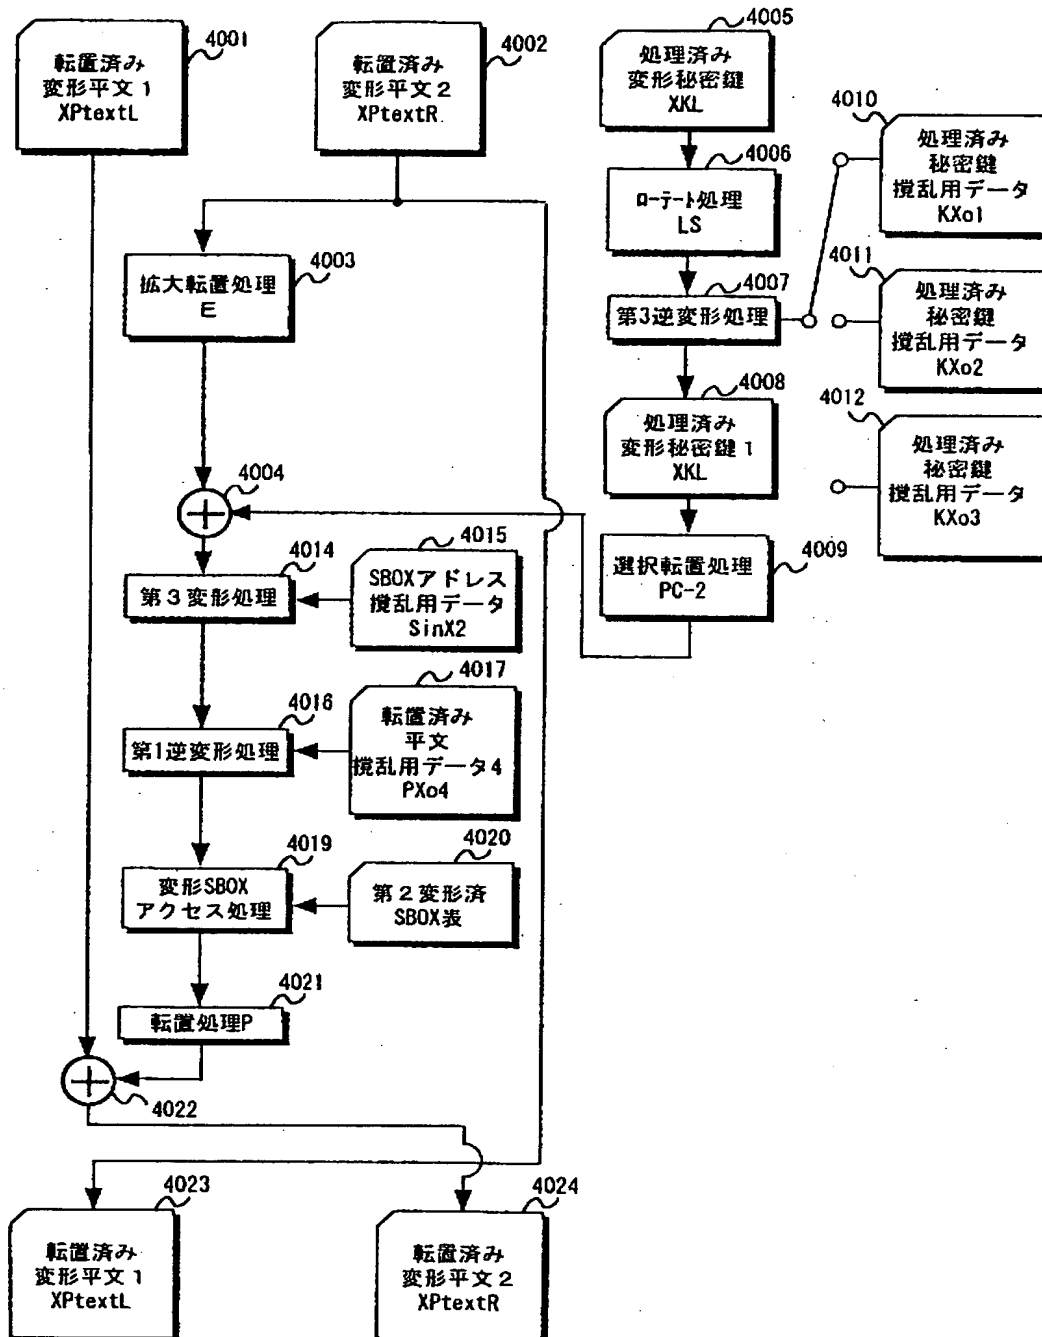 4001
転置済み
変形平文1
XPtextL
4002
転置済み
変形平文2
XPtextR
4005
処理済み
変形秘密鍵
XKL
4006
ローテート処理
LS
4010
処理済み
秘密鍵
撹乱用データ
KXo1
4003
拡大転置処理
E
4007
第3逆変形処理
4011
処理済み
秘密鍵
撹乱用データ
KXo2
4008
処理済み
変形秘密鍵1
XKL
4012
処理済み
秘密鍵
撹乱用データ
KXo3
4004
4009
選択転置処理
PC-2
4014
第3変形処理
4015
SBOXアドレス
撹乱用データ
SinX2
4016
第1逆変形処理
4017
転置済み
平文
撹乱用データ4
PXo4
4019
変形SBOX
アクセス処理
4020
第2変形済
SBOX表
4021
転置処理P
4022
4023
転置済み
変形平文1
XPtextL
4024
転置済み
変形平文2
XPtextR